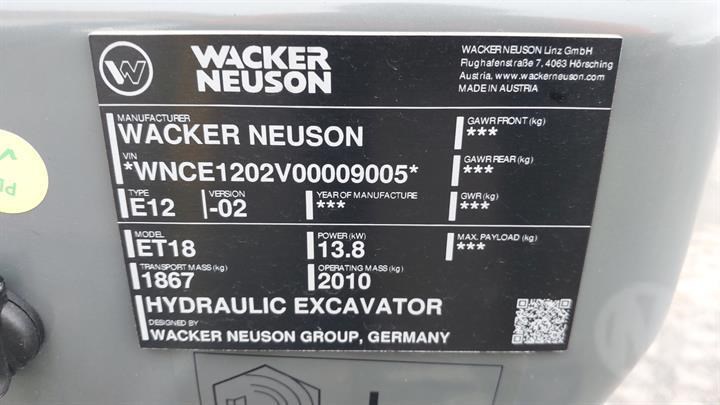 WACKER NEUSON
WACKER NEUSON Linz GmbH
Flughafenstraße 7, 4063 Hörsching
Austria, www.wackerneuson.com
MADE IN AUSTRIA
MANUFACTURER
WACKER NEUSON
GAWR FRONT (kg)
***
VIN
*WNCE1202V00009005*
GAWR REAR (kg)
***
TYPE VERSION YEAR OF MANUFACTURE GWR (kg)
E12 -02 *** ***
MODEL POWER (kW) MAX. PAYLOAD (kg)
ET18 13.8 ***
TRANSPORT MASS (kg) OPERATING MASS (kg)
1867 2010
HYDRAULIC EXCAVATOR
DESIGNED BY
WACKER NEUSON GROUP, GERMANY